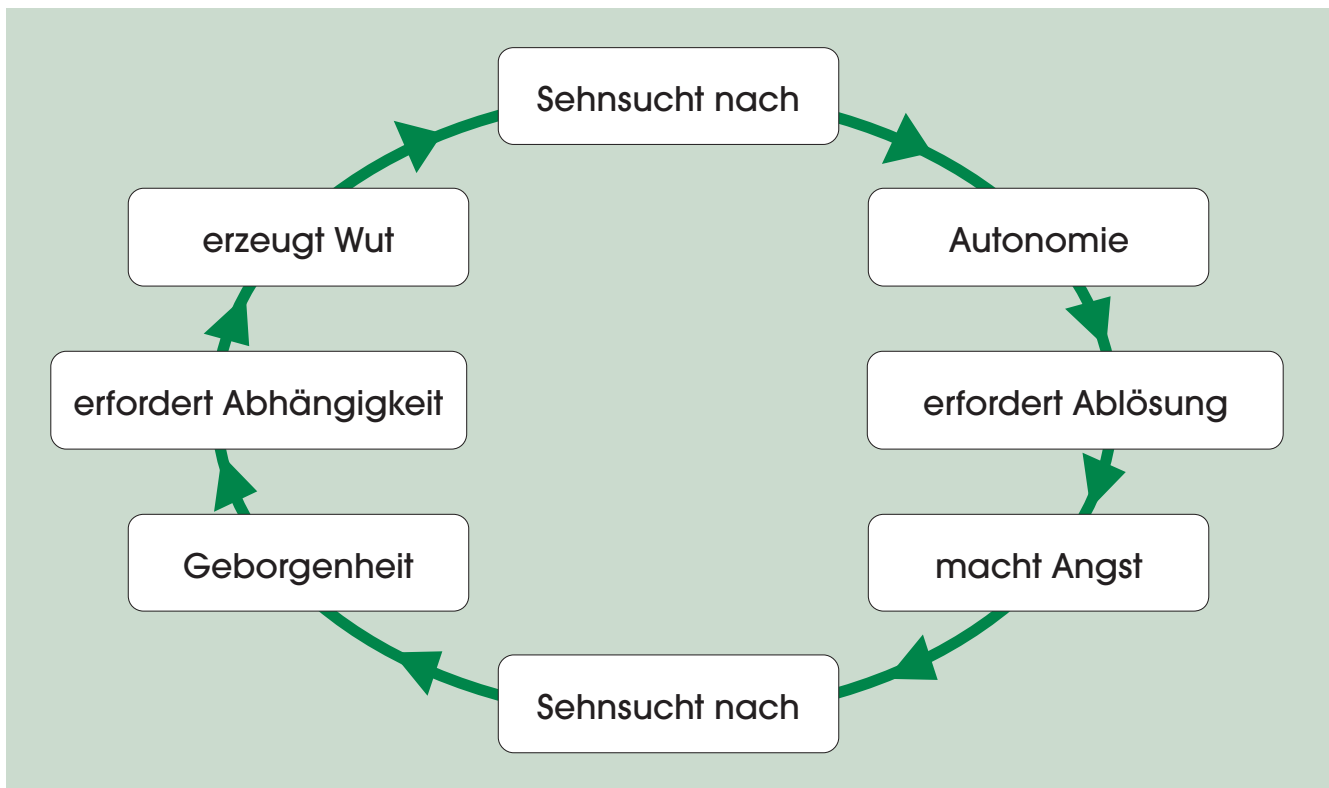 Sehnsucht nach
Autonomie
erfordert Ablösung
macht Angst
Sehnsucht nach
Geborgenheit
erfordert Abhängigkeit
erzeugt Wut